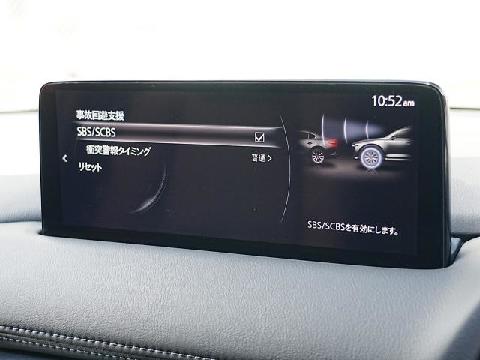 10:52am
事故回避支援
SBS/SCBS
衝突警報タイミング
普通
リセット
SBS/SCBSを有効にします。